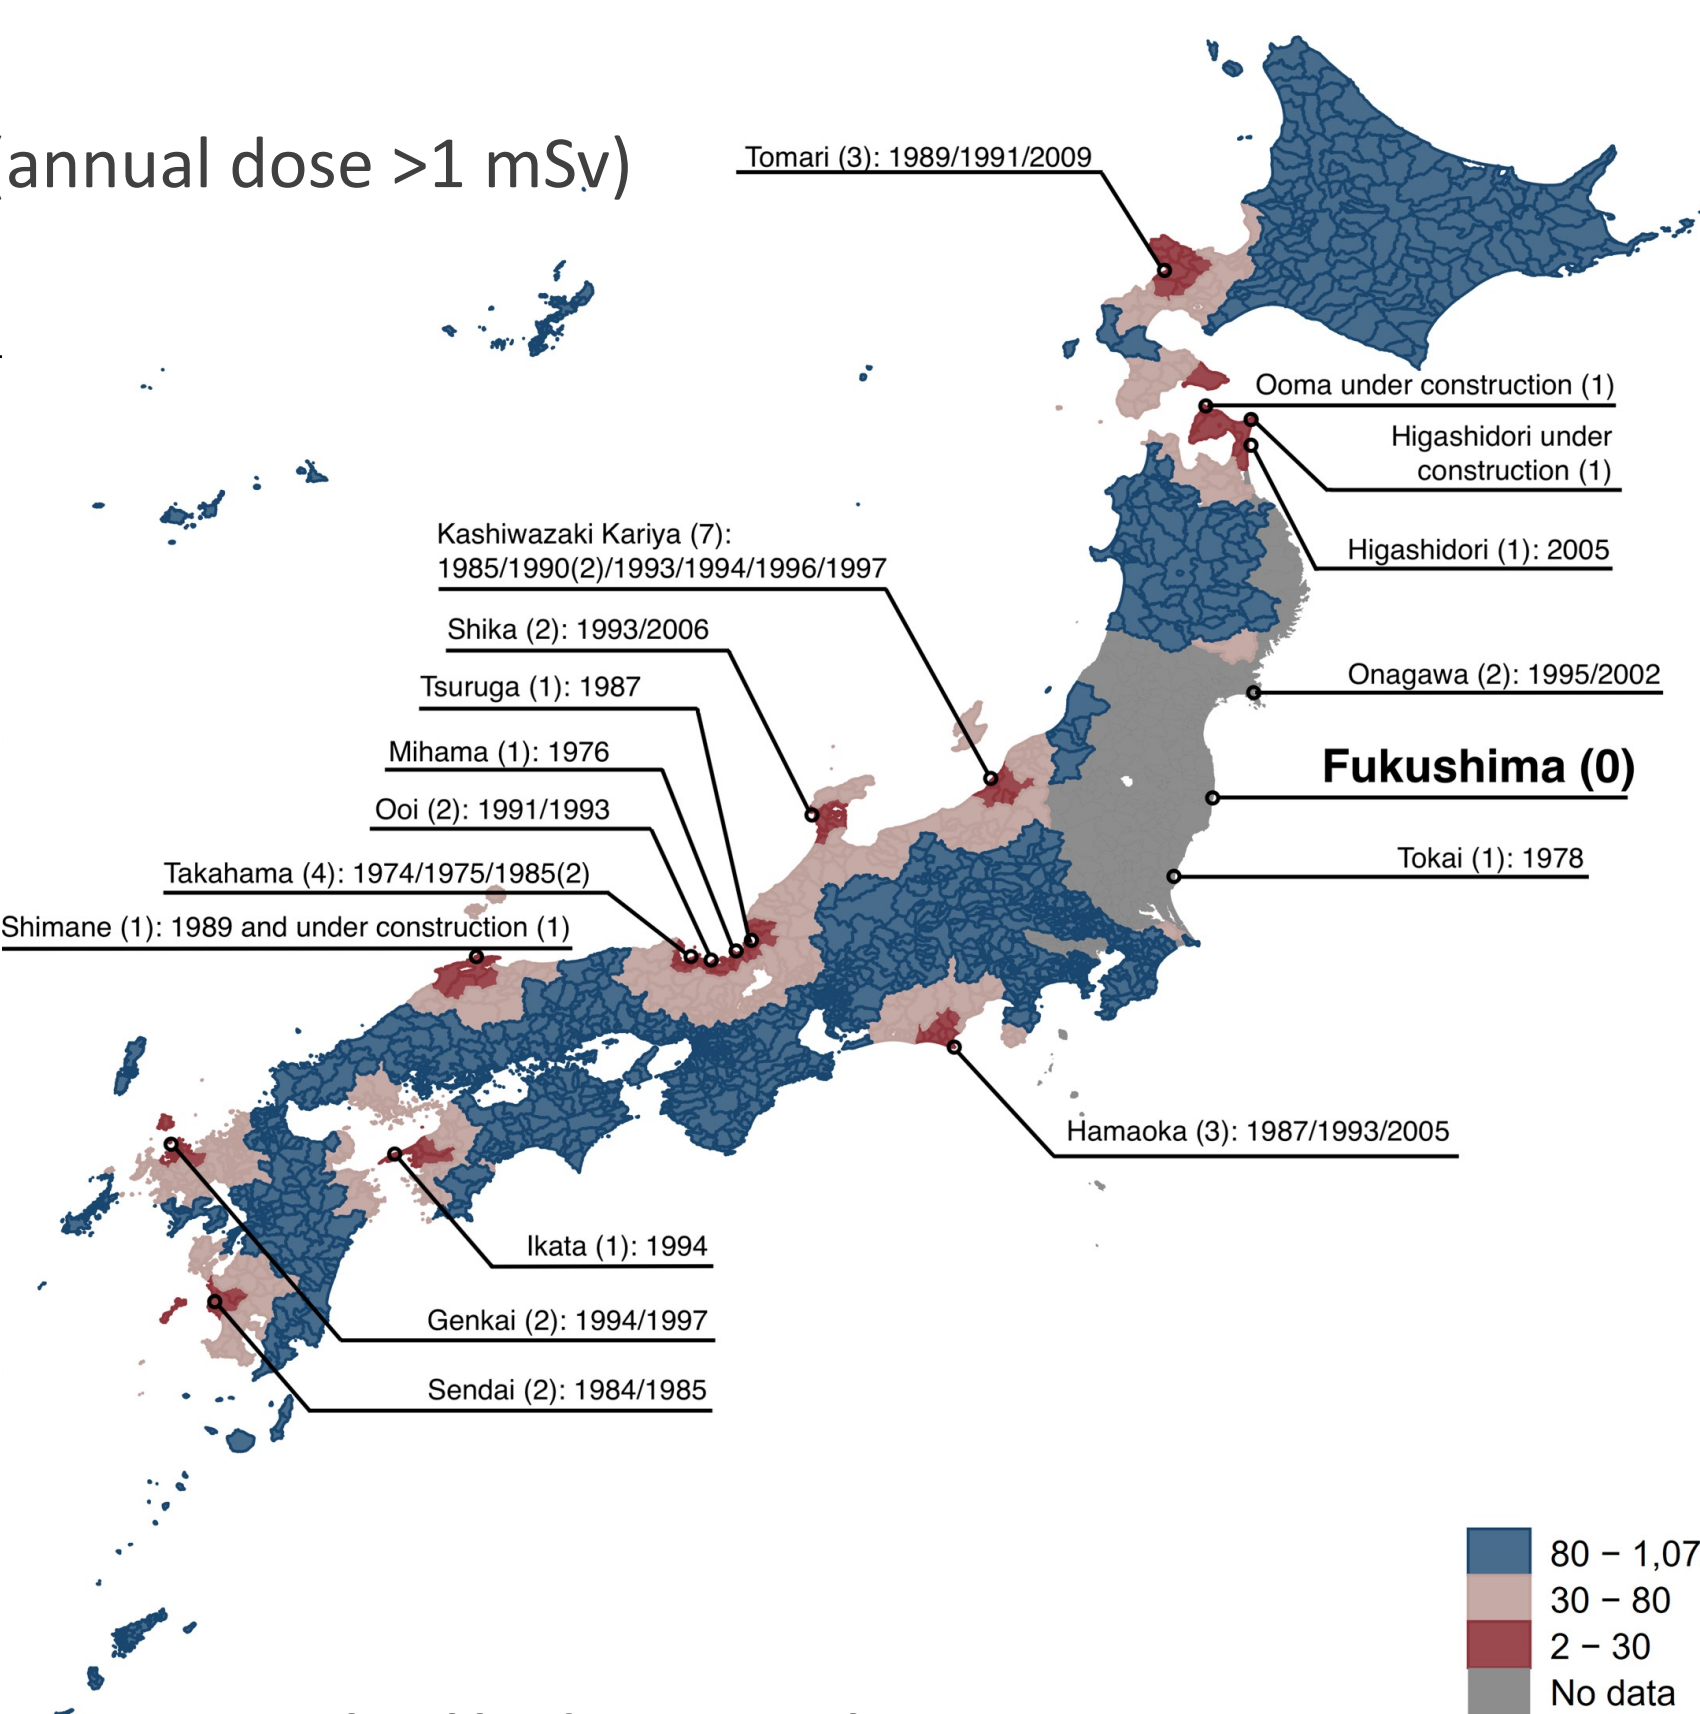 (annual dose >1 mSv)
Tomari (3): 1989/1991/2009
Ooma under construction (1)
Higashidori under
construction (1)
Higashidori (1): 2005
Kashiwazaki Kariya (7):
1985/1990(2)/1993/1994/1996/1997
Shika (2): 1993/2006
Tsuruga (1): 1987
Onagawa (2): 1995/2002
Mihama (1): 1976
Fukushima (0)
Ooi (2): 1991/1993
Tokai (1): 1978
Takahama (4): 1974/1975/1985(2)
Shimane (1): 1989 and under construction (1)
Hamaoka (3): 1987/1993/2005
Ikata (1): 1994
Genkai (2): 1994/1997
Sendai (2): 1984/1985
80 − 1,07
30 − 80
2 − 30
No data